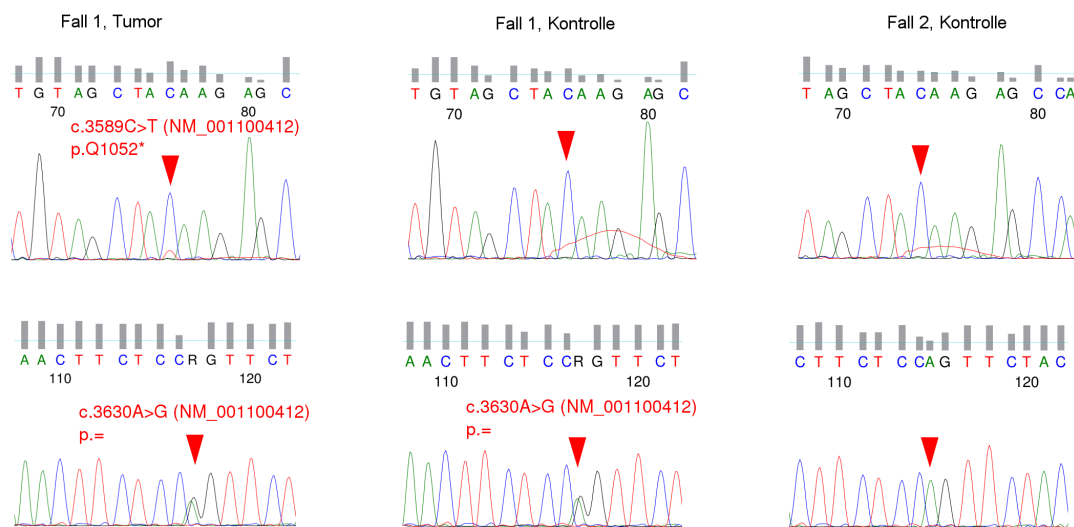 Fall 1, Tumor
Fall 1, Kontrolle
Fall 2, Kontrolle
T G T A G C T A C A A G A G C
70 80
c.3589C>T (NM_001100412)
p.Q1052*
T G T A G C T A C A A G A G C
70 80
T A G C T A C A A G A G C C A
70 80
A A C T T C T C C R G T T C T
110 120
c.3630A>G (NM_001100412)
p.=
A A C T T C T C C R G T T C T
110 120
c.3630A>G (NM_001100412)
p.=
C T T C T C C A G T T C T A C
110 120